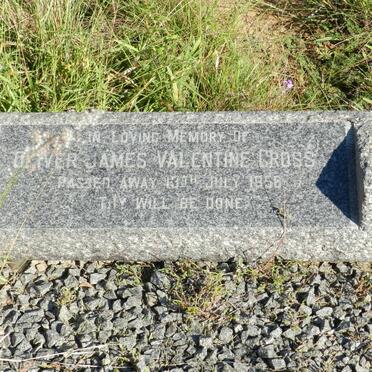 IN LOVING MEMORY OF
OLIVER JAMES VALENTINE CROSS
PASSED AWAY 13TH JULY 1956
THY WILL BE DONE